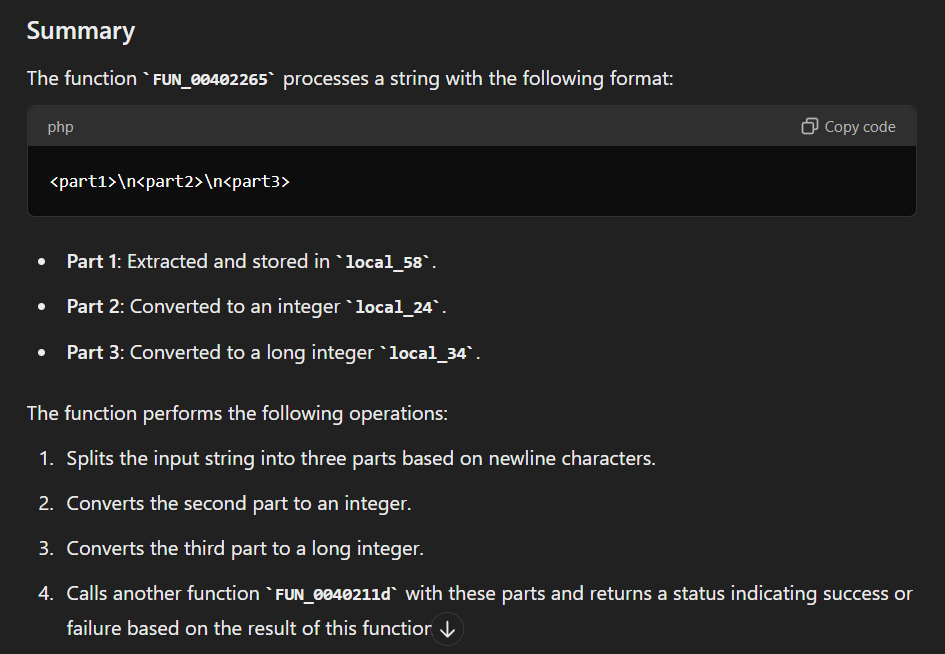 Summary
The function `FUN_00402265` processes a string with the following format:
php
Copy code
<part1>\n<part2>\n<part3>
• Part 1: Extracted and stored in `local_58`.
• Part 2: Converted to an integer `local_24`.
• Part 3: Converted to a long integer `local_34`.
The function performs the following operations:
1. Splits the input string into three parts based on newline characters.
2. Converts the second part to an integer.
3. Converts the third part to a long integer.
4. Calls another function `FUN_0040211d` with these parts and returns a status indicating success or
failure based on the result of this function